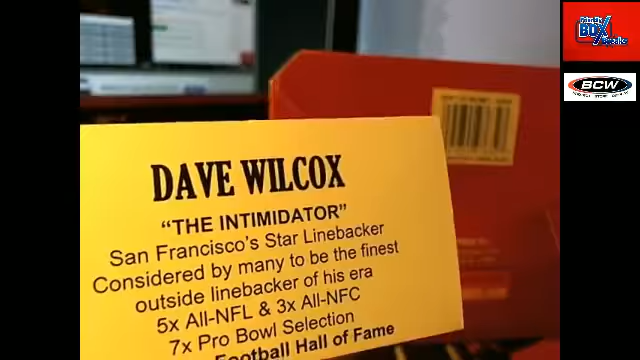 DAVE WILCOX
"THE INTIMIDATOR"
San Francisco's Star Linebacker
Considered by many to be the finest
outside linebacker of his era
5x All-NFL & 3x All-NFC
7x Pro Bowl Selection
Football Hall of Fame
BOX
BCW